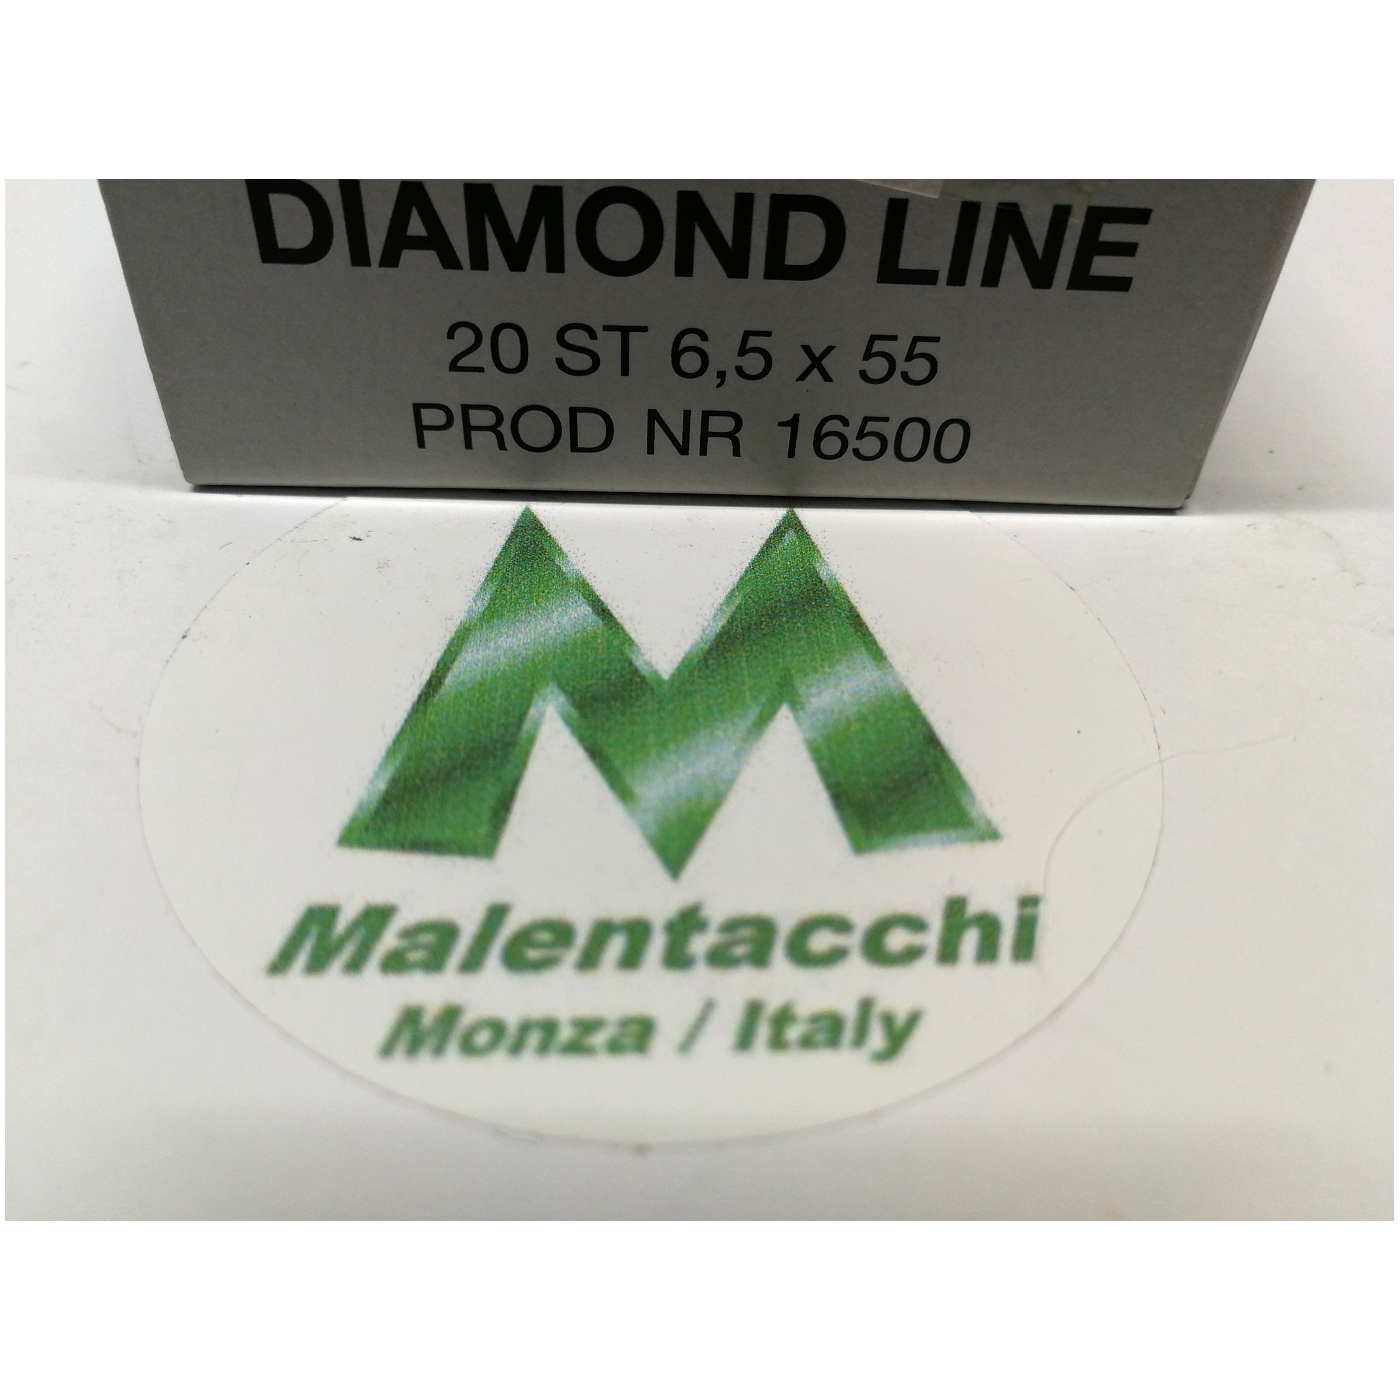 DIAMOND LINE
20 ST 6,5 x 55
PROD NR 16500
Malentacchi
Monza / Italy